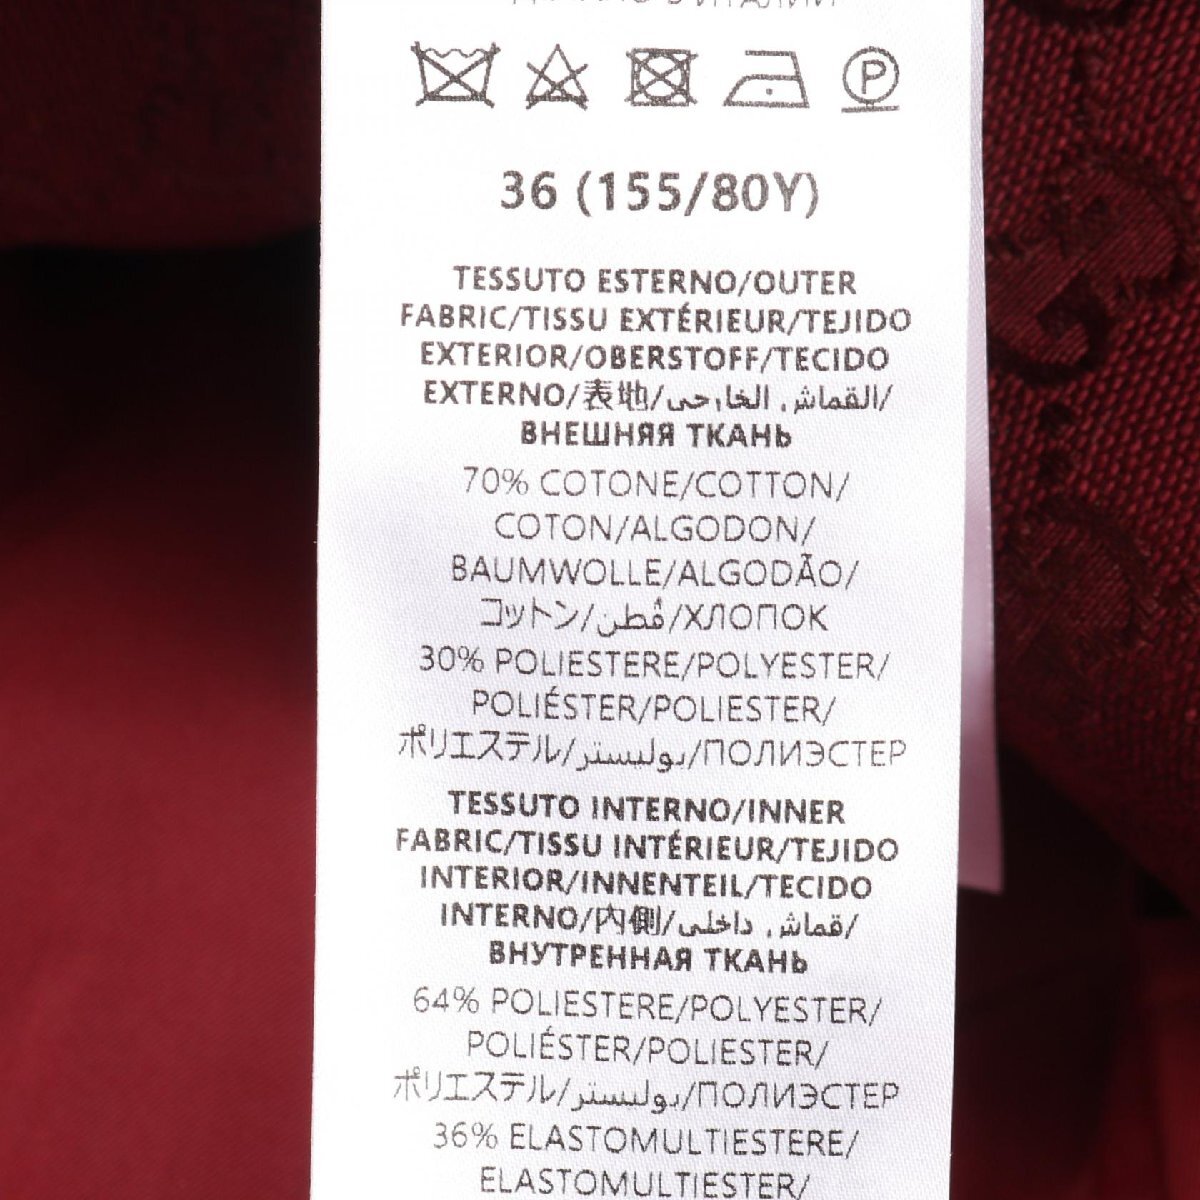 36 (155/80Y)
TESSUTO ESTERNO/OUTER
FABRIC/TISSU EXTÉRIEUR/TEJIDO
EXTERIOR/OBERSTOFF/TECIDO
EXTERNO/表地/القماش الخارجي/
ВНЕШНЯЯ ТКАНЬ
70% COTONE/COTTON/
COTON/ALGODON/
BAUMWOLLE/ALGODÃO/
コットン/قُطن/ХЛОПОК
30% POLIESTERE/POLYESTER/
POLIÉSTER/POLIESTER/
ポリエステル/بوليستر/ПОЛИЭСТЕР
TESSUTO INTERNO/INNER
FABRIC/TISSU INTÉRIEUR/TEJIDO
INTERIOR/INNENTEIL/TECIDO
INTERNO/内側/قماش داخلي/
ВНУТРЕННАЯ ТКАНЬ
64% POLIESTERE/POLYESTER/
POLIÉSTER/POLIESTER/
ポリエステル/بوليستر/ПОЛИЭСТЕР
36% ELASTOMULTIESTERE/
ELASTOMULTIESTER/